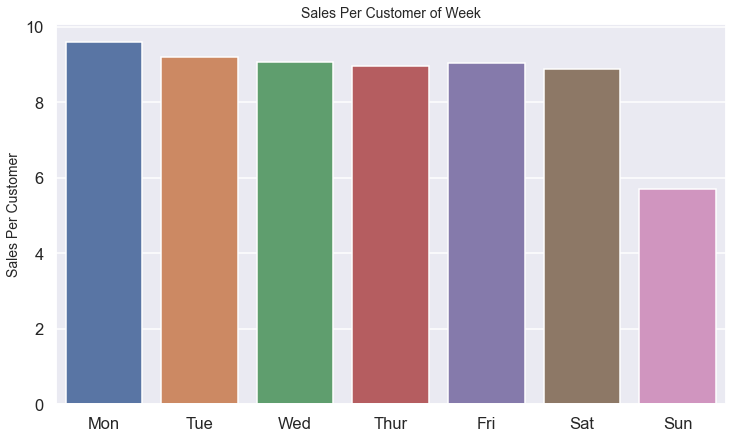 Sales Per Customer of Week
Sales Per Customer
10
8
6
4
2
0
Mon Tue Wed Thur Fri Sat Sun